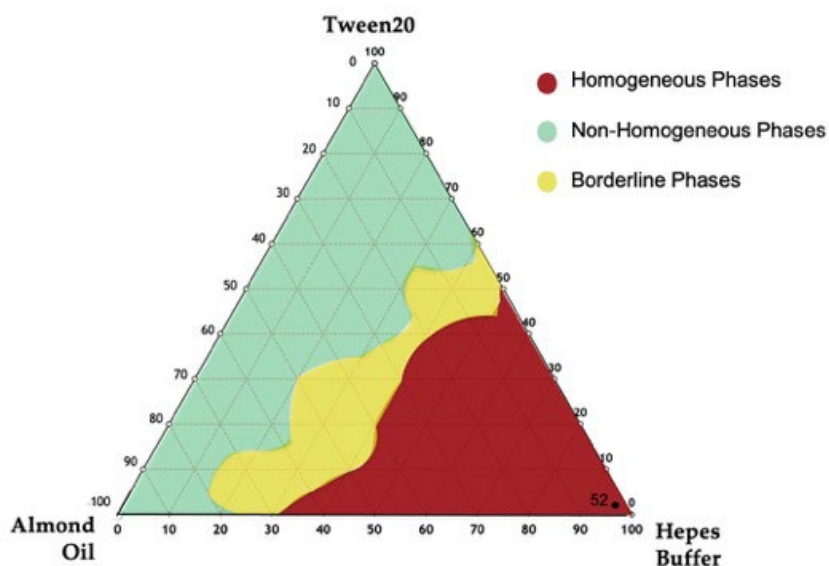 Tween20
100
0
10 90
20 80
30 70
40 60
50 50
60 40
70 30
80 20
90 10
100 52 0
Almond
Oil
0 10 20 30 40 50 60 70 80 90 100
Hepes
Buffer
Homogeneous Phases
Non-Homogeneous Phases
Borderline Phases